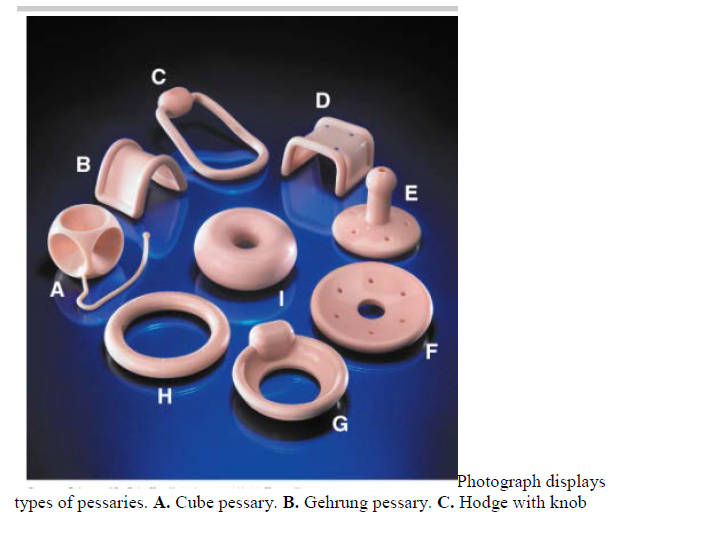 C
D
B
E
A
I
F
H
G
Photograph displays
types of pessaries. A. Cube pessary. B. Gehrung pessary. C. Hodge with knob